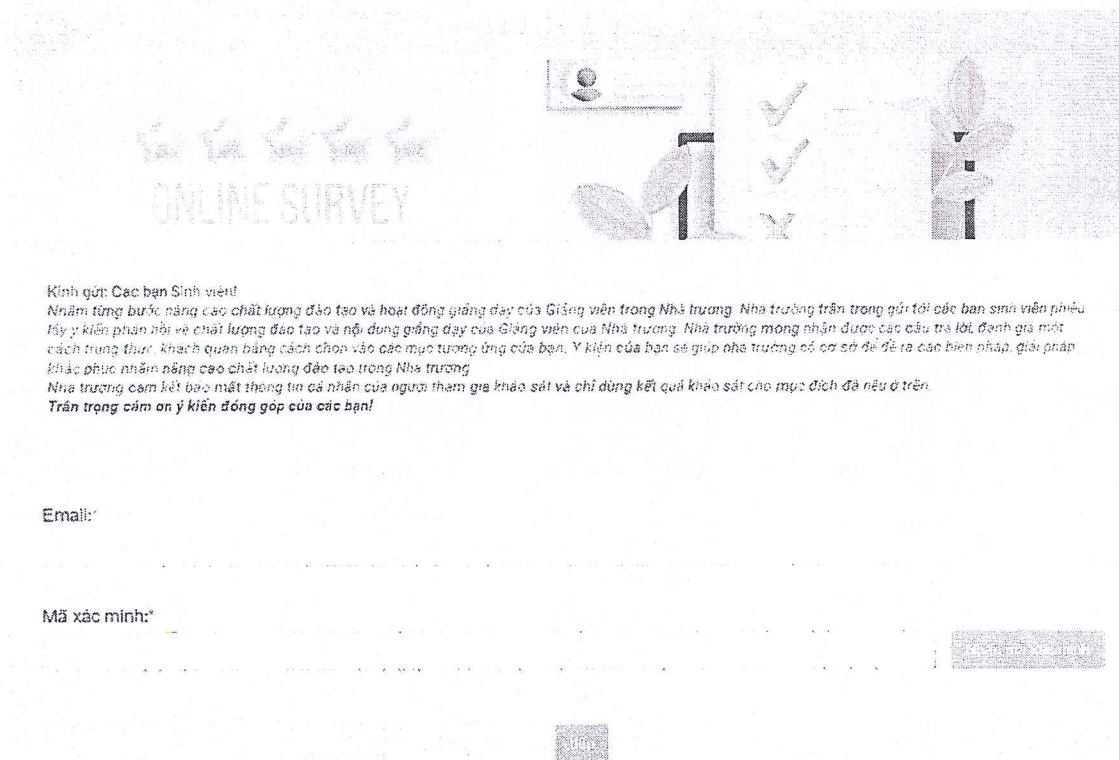 ONLINE SURVEY
Kính gửi: Các bạn Sinh viên!
Nhằm từng bước nâng cao chất lượng đào tạo và hoạt động giảng dạy của Giảng viên trong Nhà trường. Nhà trường trân trọng gửi tới các bạn sinh viên phiếu
lấy ý kiến phản hồi về chất lượng đào tạo và nội dung giảng dạy của Giảng viên của Nhà trường. Nhà trường mong nhận được các câu trả lời, đánh giá một
cách trung thực, khách quan bằng cách chọn vào các mục tương ứng của bạn. Ý kiến của bạn sẽ giúp nhà trường có cơ sở để đề ra các biện pháp, giải pháp
khắc phục nhằm nâng cao chất lượng đào tạo trong Nhà trường
Nhà trường cam kết bảo mật thông tin cá nhân của người tham gia khảo sát và chỉ dùng kết quả khảo sát cho mục đích đã nêu ở trên.
Trân trọng cảm ơn ý kiến đóng góp của các bạn!
Email:*
Mã xác minh:*
mã xác minh